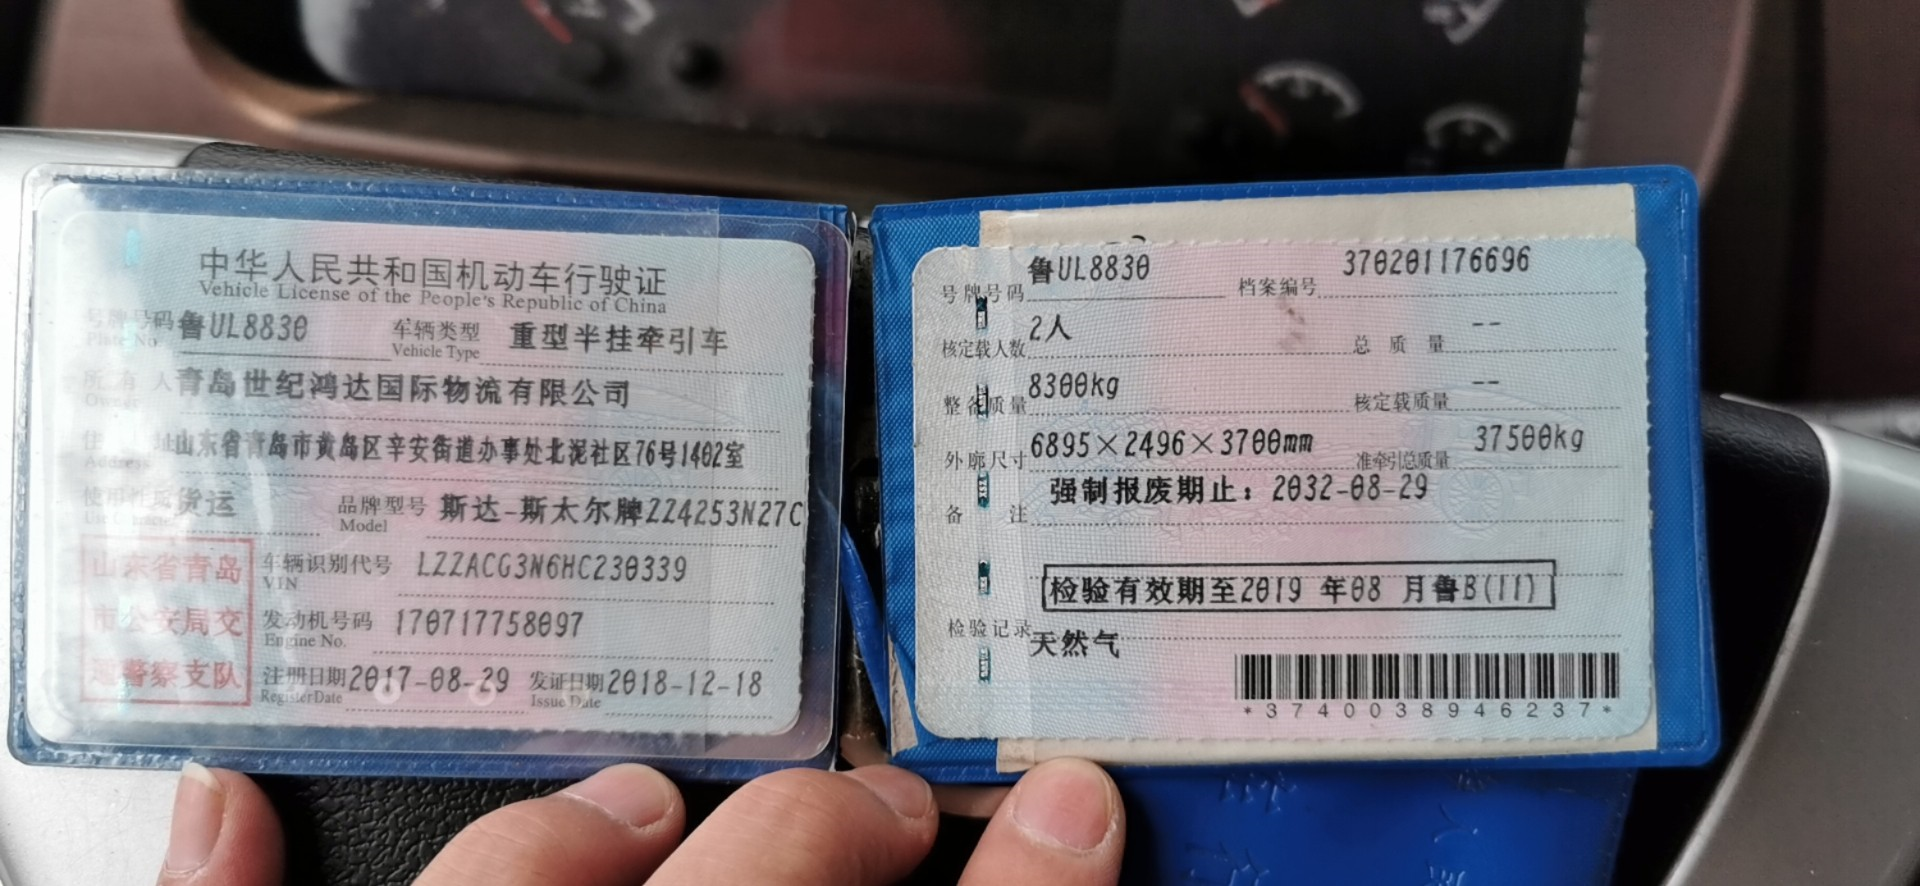 中华人民共和国机动车行驶证
Vehicle License of the People's Republic of China
号牌号码 鲁UL8830 车辆类型 重型半挂牵引车
Plate No. Vehicle Type
所有人 青岛世纪鸿达国际物流有限公司
Owner
住址 山东省青岛市黄岛区辛安街道办事处北泥社区76号1402室
Address
使用性质 货运 品牌型号 斯达-斯太尔牌ZZ4253N27C
Use Character Model
山东省青岛
市公安局交
通警察支队
车辆识别代号 LZZACG3N6HC230339
VIN
发动机号码 170717758097
Engine No.
注册日期 2017-08-29 发证日期 2018-12-18
Register Date Issue Date
号牌号码 鲁UL8830 档案编号 370201176696
核定载人数 2人 总质量 --
整备质量 8300kg 核定载质量 --
外廓尺寸 6895×2496×3700mm 准牵引总质量 37500kg
备注 强制报废期止：2032-08-29
检验有效期至2019 年08 月鲁B(11)
检验记录 天然气
*3740038946237*